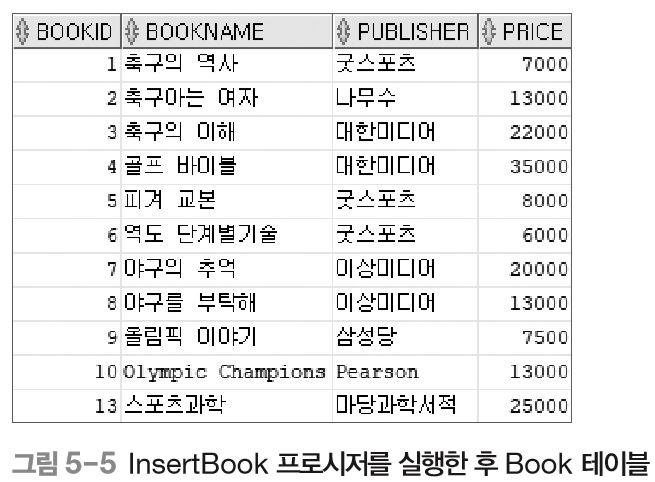 BOOKID BOOKNAME PUBLISHER PRICE
1 축구의 역사 굿스포츠 7000
2 축구아는 여자 나무수 13000
3 축구의 이해 대한미디어 22000
4 골프 바이블 대한미디어 35000
5 피겨 교본 굿스포츠 8000
6 역도 단계별기술 굿스포츠 6000
7 야구의 추억 이상미디어 20000
8 야구를 부탁해 이상미디어 13000
9 올림픽 이야기 삼성당 7500
10 Olympic Champions Pearson 13000
13 스포츠과학 마당과학서적 25000
그림 5-5 InsertBook 프로시저를 실행한 후 Book 테이블